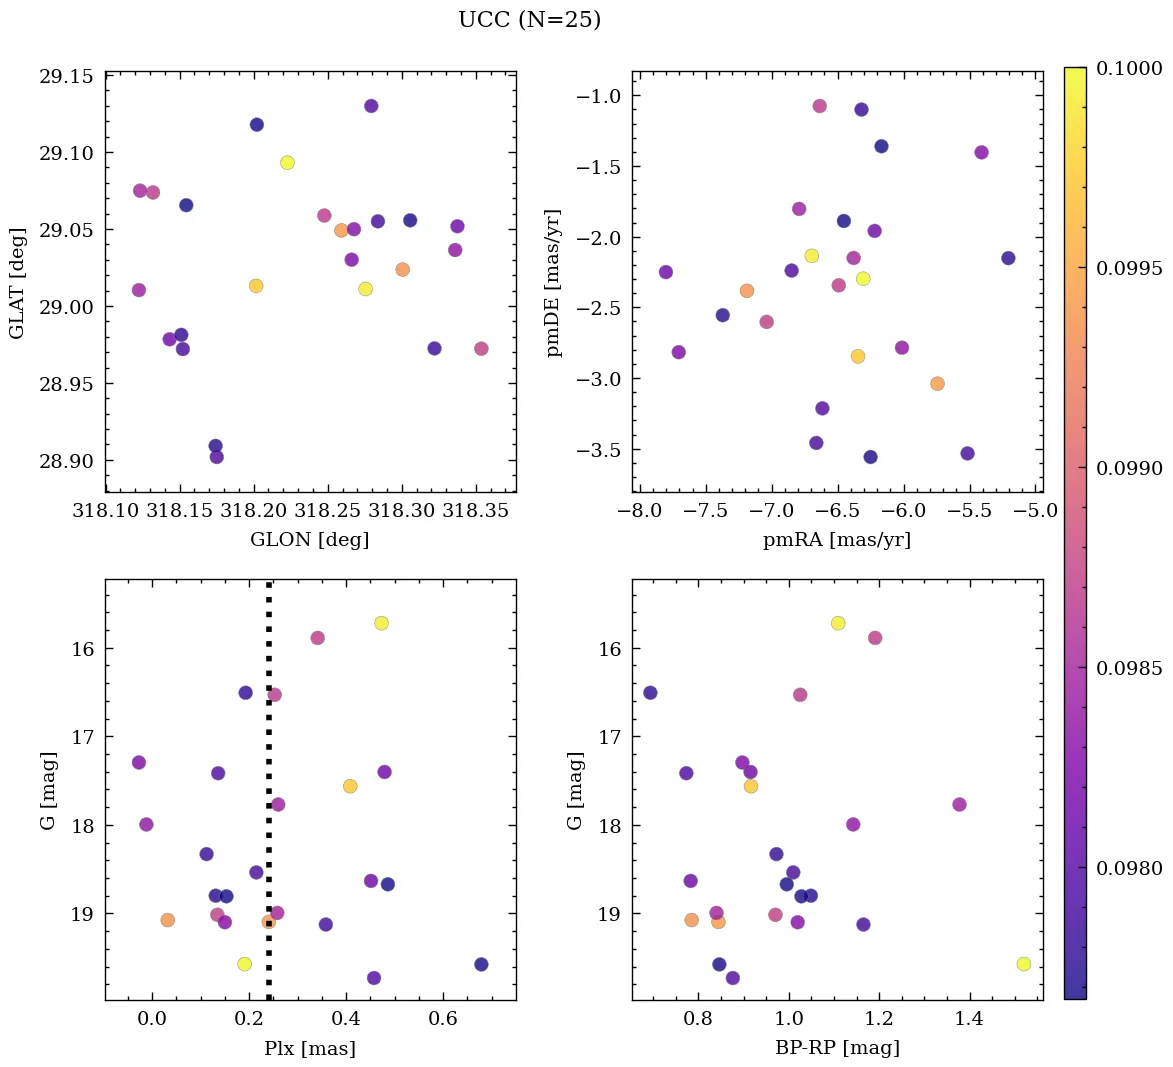 UCC (N=25)
29.15
29.10
29.05
29.00
28.95
28.90
GLAT [deg]
318.10 318.15 318.20 318.25 318.30 318.35
GLON [deg]
−1.0
−1.5
−2.0
−2.5
−3.0
−3.5
pmDE [mas/yr]
−8.0 −7.5 −7.0 −6.5 −6.0 −5.5 −5.0
pmRA [mas/yr]
16
17
18
19
G [mag]
0.0 0.2 0.4 0.6
Plx [mas]
16
17
18
19
G [mag]
0.8 1.0 1.2 1.4
BP-RP [mag]
0.1000
0.0995
0.0990
0.0985
0.0980